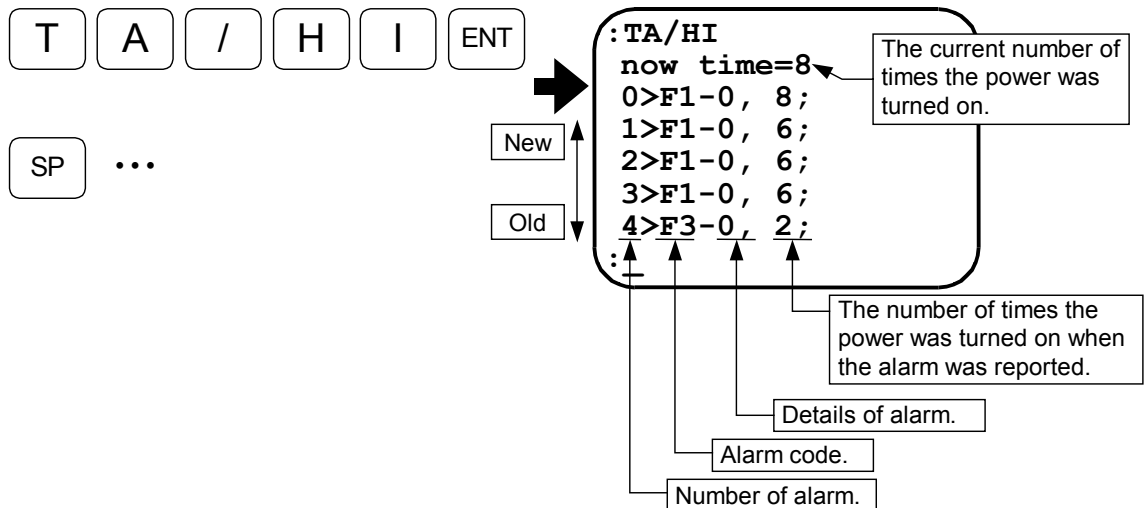 T A / H I ENT
SP ...
:TA/HI
now time=8
0>F1-0, 8;
1>F1-0, 6;
2>F1-0, 6;
3>F1-0, 6;
4>F3-0, 2;
:_
New
Old
The current number of
times the power was
turned on.
The number of times the
power was turned on when
the alarm was reported.
Details of alarm.
Alarm code.
Number of alarm.